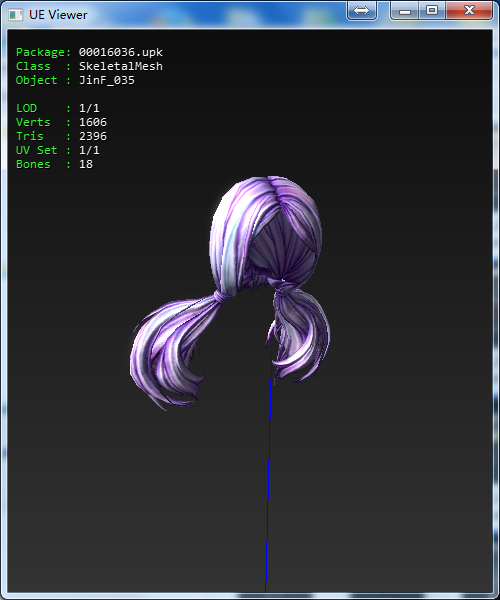 UE Viewer
Package: 00016036.upk
Class : SkeletalMesh
Object : JinF_035
LOD : 1/1
Verts : 1606
Tris : 2396
UV Set : 1/1
Bones : 18